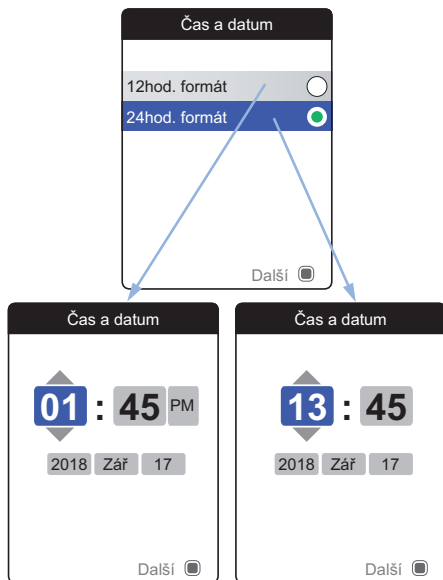 Čas a datum
12hod. formát
24hod. formát
Další
Čas a datum
01 : 45 PM
2018 Zář 17
Další
Čas a datum
13 : 45
2018 Zář 17
Další